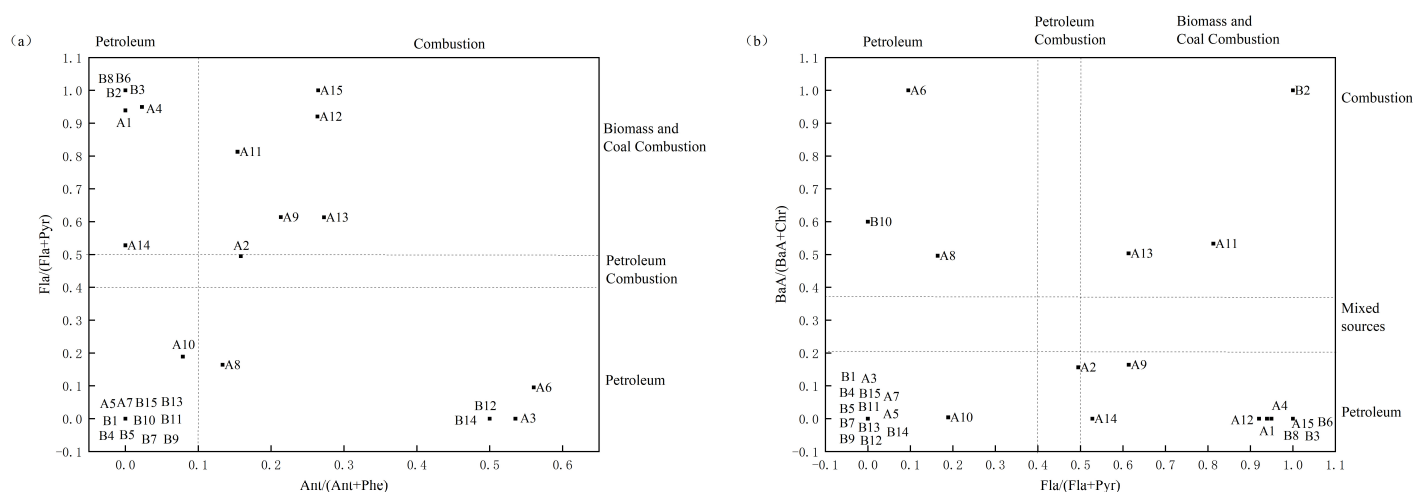 (a)
Petroleum
Combustion
1.1
1.0
0.9
0.8
0.7
0.6
0.5
0.4
0.3
0.2
0.1
0.0
-0.1
Fla/(Fla+Pyr)
B8 B6
B2 B3
A4
A1
A15
A12
A11
A9
A13
A14
A2
A10
A8
A6
A5 A7 B15 B13
B1 B10 B11
B4 B5 B7 B9
B12
B14
A3
Biomass and
Coal Combustion
Petroleum
Combustion
Petroleum
0.0 0.1 0.2 0.3 0.4 0.5 0.6
Ant/(Ant+Phe)
(b)
Petroleum
Petroleum
Combustion
Biomass and
Coal Combustion
1.1
1.0
0.9
0.8
0.7
0.6
0.5
0.4
0.3
0.2
0.1
0.0
-0.1
BaA/(BaA+Chr)
A6
B2
B10
A8
A13
A11
A2
A9
B1 A3
B4 B15 A7
B5 B11
A5
B7 B13
B14
B9 B12
A10
A14
A12
A1
A4
A15 B6
B8 B3
Combustion
Mixed
sources
Petroleum
-0.1 0.0 0.1 0.2 0.3 0.4 0.5 0.6 0.7 0.8 0.9 1.0 1.1
Fla/(Fla+Pyr)